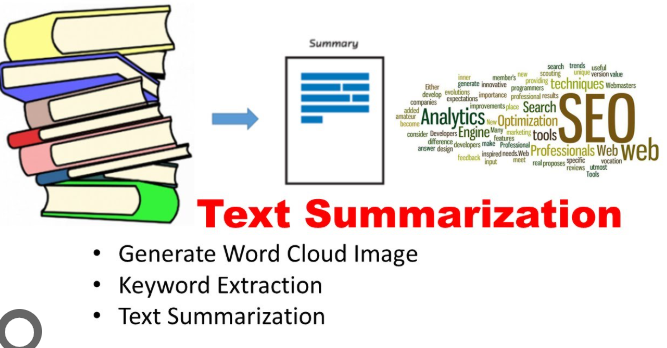 Summary
search trends useful
inner member's new scouting unique version value
Either generate innovative providing techniques Webmasters
develop evolutions programmers
companies expectations importance professional results
added improvements place Search
amateur Analytics New Optimization SEO
become
consider Developers Engine Many marketing tools
difference features
answer design developers make Professional Professionals Web web
feedback inspired needs.Web real proposes specific vocation
input meet reviews utmost
Tools
Text Summarization
• Generate Word Cloud Image
• Keyword Extraction
• Text Summarization